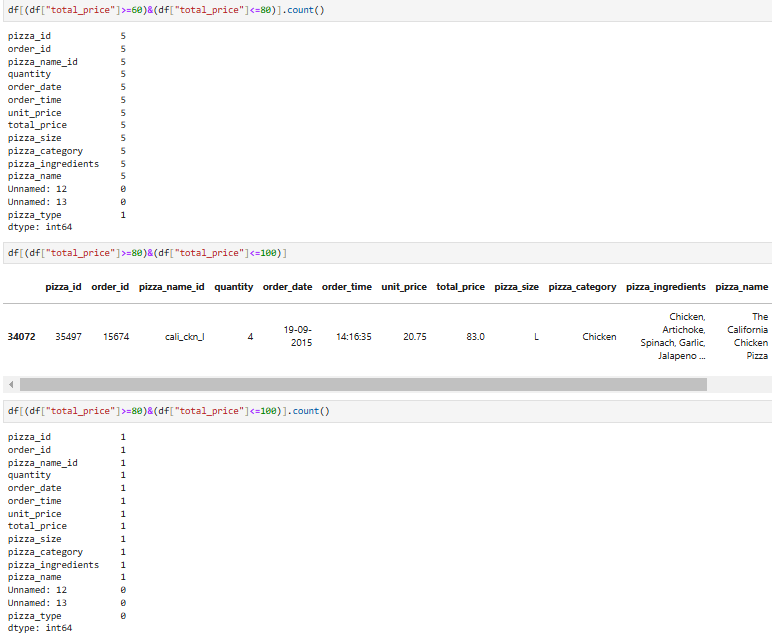 df[(df["total_price"]>=60)&(df["total_price"]<=80)].count()
pizza_id 5
order_id 5
pizza_name_id 5
quantity 5
order_date 5
order_time 5
unit_price 5
total_price 5
pizza_size 5
pizza_category 5
pizza_ingredients 5
pizza_name 5
Unnamed: 12 0
Unnamed: 13 0
pizza_type 1
dtype: int64
df[(df["total_price"]>=80)&(df["total_price"]<=100)]
pizza_id order_id pizza_name_id quantity order_date order_time unit_price total_price pizza_size pizza_category pizza_ingredients pizza_name
34072 35497 15674 cali_ckn_l 4 19-09-2015 14:16:35 20.75 83.0 L Chicken Chicken, Artichoke, Spinach, Garlic, Jalapeno ... The California Chicken Pizza
df[(df["total_price"]>=80)&(df["total_price"]<=100)].count()
pizza_id 1
order_id 1
pizza_name_id 1
quantity 1
order_date 1
order_time 1
unit_price 1
total_price 1
pizza_size 1
pizza_category 1
pizza_ingredients 1
pizza_name 1
Unnamed: 12 0
Unnamed: 13 0
pizza_type 0
dtype: int64